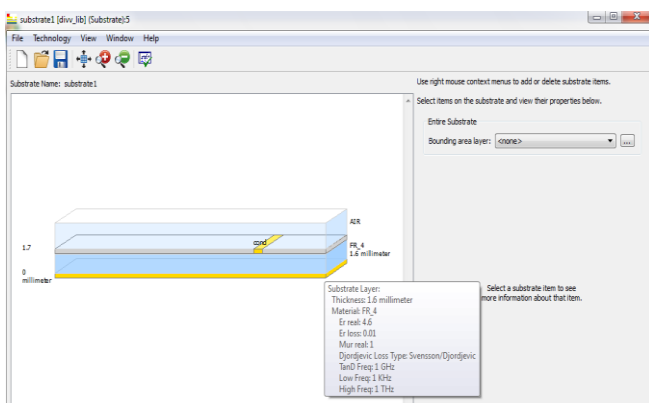 substrate1 [divv_lib] (Substrate):5
File Technology View Window Help
Substrate Name: substrate1
Use right mouse context menus to add or delete substrate items.
Select items on the substrate and view their properties below.
Entire Substrate
Bounding area layer: <none> ...
AIR
cond
1.7
FR_4
1.6 millimeter
0
millimeter
Select a substrate item to see
more information about that item.
Substrate Layer:
Thickness: 1.6 millimeter
Material: FR_4
Er real: 4.6
Er loss: 0.01
Mur real: 1
Djordjevic Loss Type: Svensson/Djordjevic
TanD Freq: 1 GHz
Low Freq: 1 KHz
High Freq: 1 THz